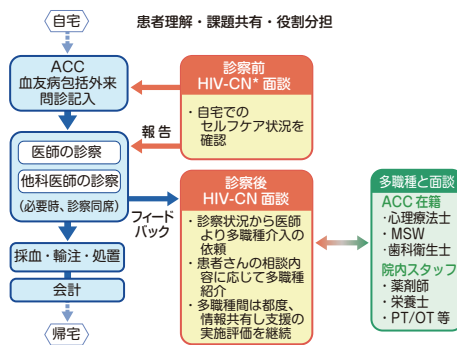 自宅
患者理解・課題共有・役割分担
ACC
血友病包括外来
問診記入
診察前
HIV-CN* 面談
・自宅での
セルフケア状況を
確認
報告
医師の診察
他科医師の診察
(必要時、診察同席)
フィード
バック
診察後
HIV-CN 面談
・診察状況から医師
より多職種介入の
依頼
・患者さんの相談内
容に応じて多職種
紹介
・多職種間は都度、
情報共有し支援の
実施評価を継続
多職種と面談
ACC 在籍
・心理療法士
・MSW
・歯科衛生士
院内スタッフ
・薬剤師
・栄養士
・PT/OT 等
採血・輸注・処置
会計
帰宅